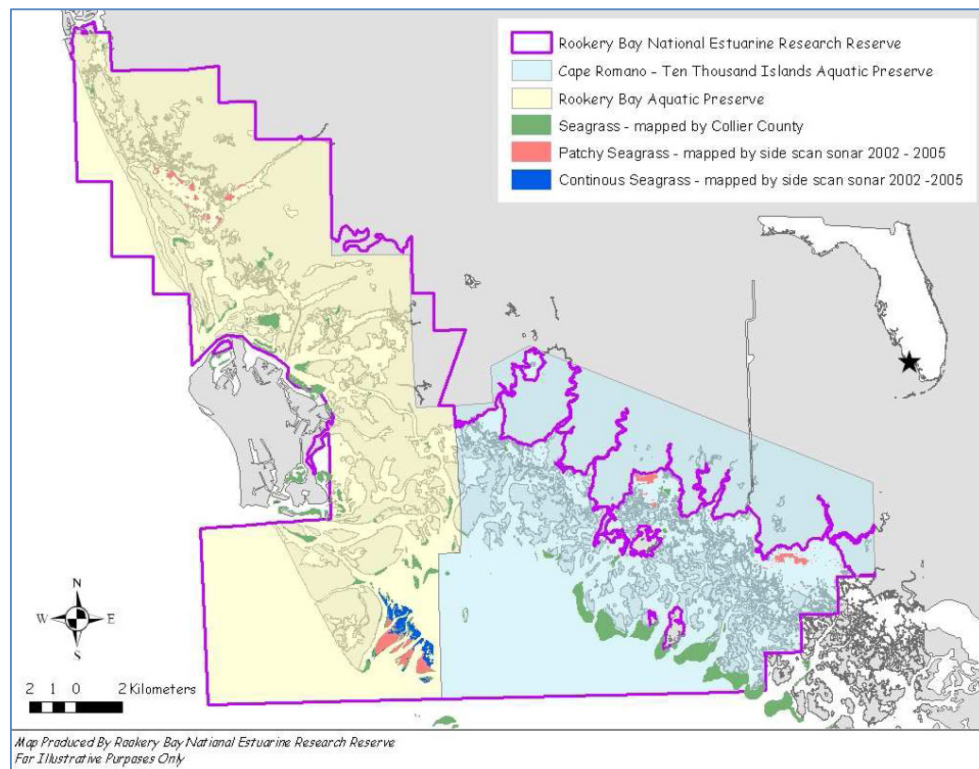 Rookery Bay National Estuarine Research Reserve
Cape Romano - Ten Thousand Islands Aquatic Preserve
Rookery Bay Aquatic Preserve
Seagrass - mapped by Collier County
Patchy Seagrass - mapped by side scan sonar 2002 - 2005
Continous Seagrass - mapped by side scan sonar 2002 -2005
N
W E
S
2 1 0 2 Kilometers
Map Produced By Rookery Bay National Estuarine Research Reserve
For Illustrative Purposes Only